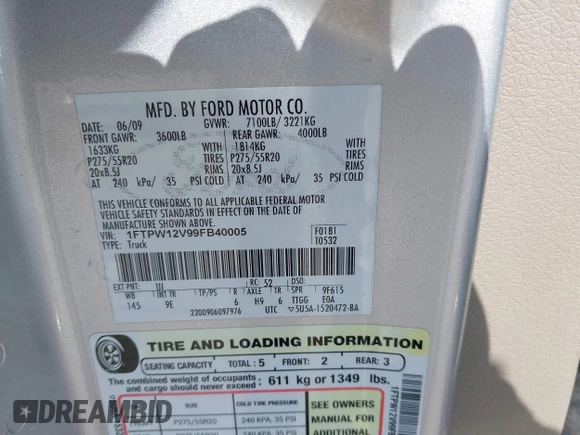 MFD. BY FORD MOTOR CO.
DATE: 06/09 GVWR: 7100LB/ 3221KG
FRONT GAWR: 3600LB REAR GAWR: 4000LB
1633KG WITH 1814KG WITH
P275/55R20 TIRES P275/55R20 TIRES
20x8.5J RIMS 20x8.5J RIMS
AT 240 kPa/ 35 PSI COLD AT 240 kPa/ 35 PSI COLD
THIS VEHICLE CONFORMS TO ALL APPLICABLE FEDERAL MOTOR
VEHICLE SAFETY STANDARDS IN EFFECT ON THE DATE OF
MANUFACTURE SHOWN ABOVE.
VIN: 1FTPW12V99FB40005
TYPE: Truck
F0181
T0532
EXT PNT: UI RC: 52 DSO:
WB INT TR TP/PS R AXLE TR SPR 9F615
145 9E 6 H9 6 TTGG E0A
2200906097976 UTC ▽5U5A-1520472-BA
TIRE AND LOADING INFORMATION
SEATING CAPACITY TOTAL: 5 FRONT: 2 REAR: 3
The combined weight of occupants and cargo should never exceed: 611 kg or 1349 lbs.
SIZE COLD TIRE PRESSURE
P275/55R20 240 KPA, 35 PSI
SEE OWNERS
MANUAL FOR
ADDITIONAL
DREAMBID